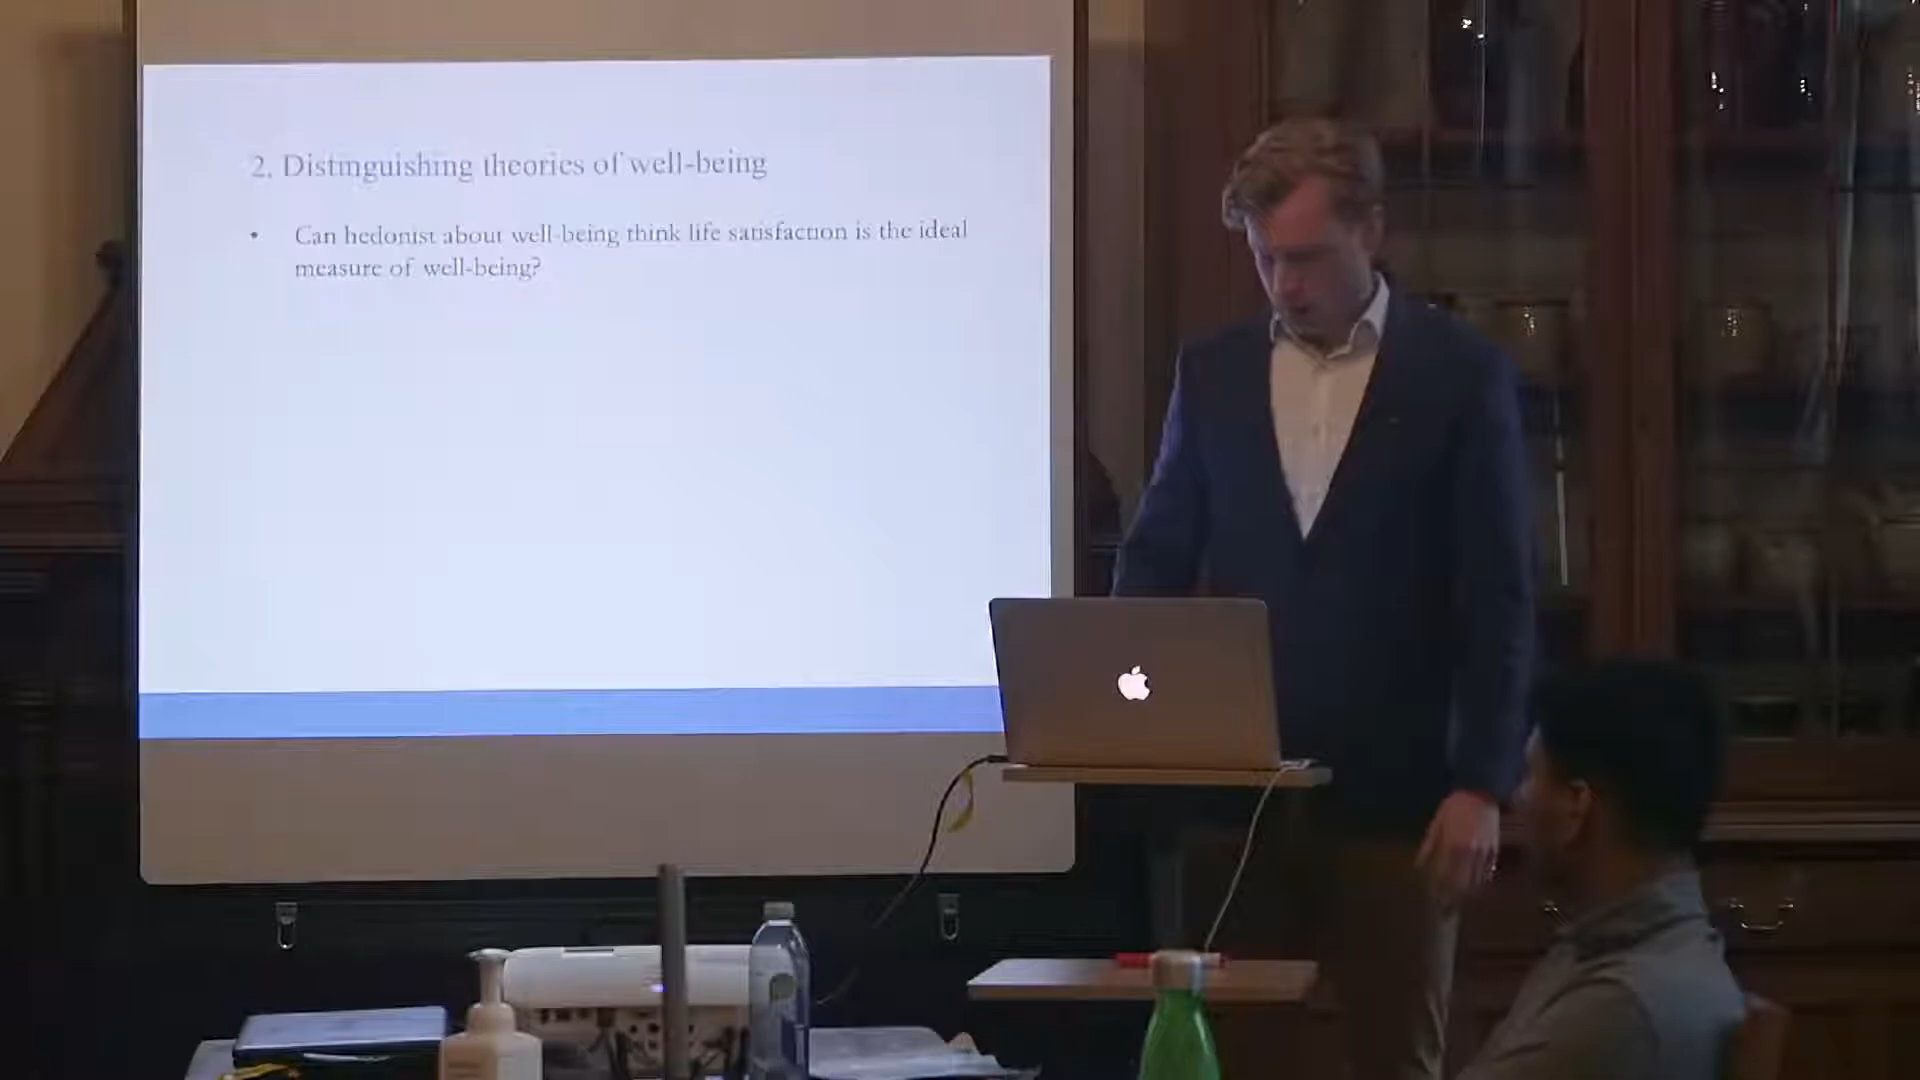 2. Distinguishing theories of well-being
• Can hedonist about well-being think life satisfaction is the ideal
measure of well-being?